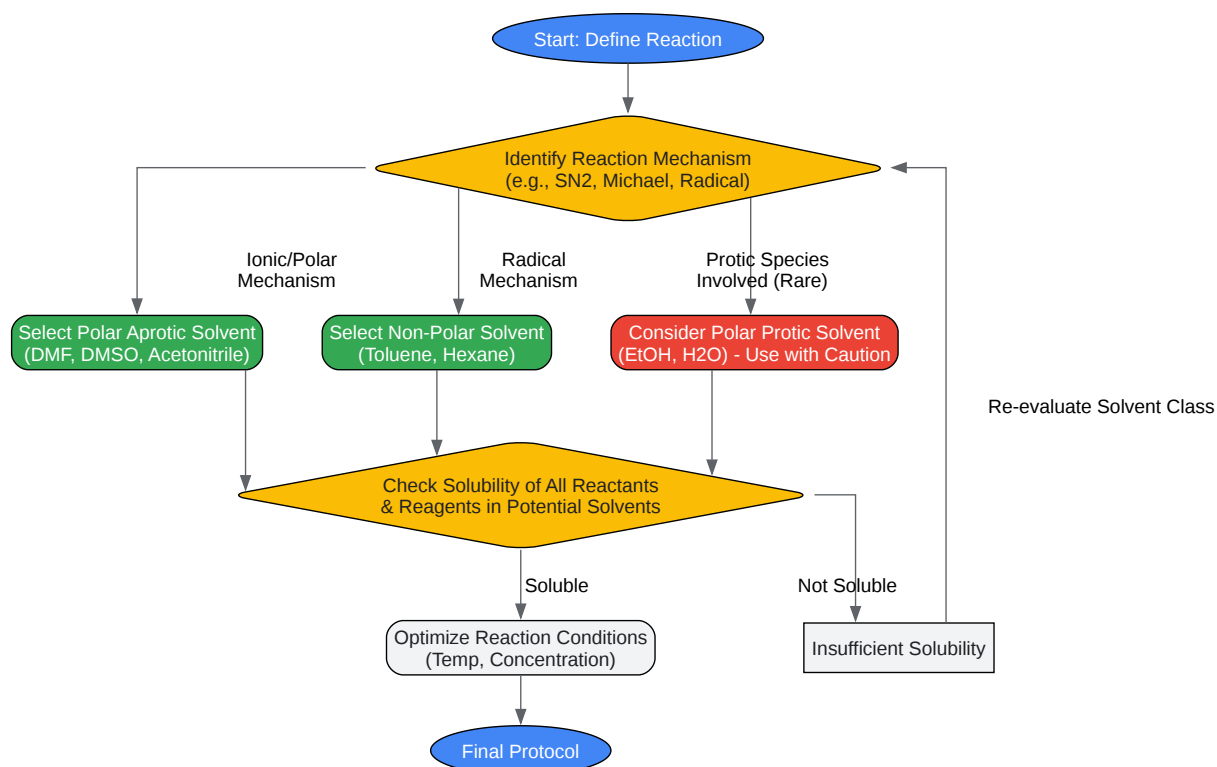 Start: Define Reaction
Identify Reaction Mechanism
(e.g., SN2, Michael, Radical)
Ionic/Polar
Mechanism
Radical
Mechanism
Protic Species
Involved (Rare)
Select Polar Aprotic Solvent
(DMF, DMSO, Acetonitrile)
Select Non-Polar Solvent
(Toluene, Hexane)
Consider Polar Protic Solvent
(EtOH, H2O) - Use with Caution
Re-evaluate Solvent Class
Check Solubility of All Reactants
& Reagents in Potential Solvents
Soluble
Not Soluble
Optimize Reaction Conditions
(Temp, Concentration)
Insufficient Solubility
Final Protocol